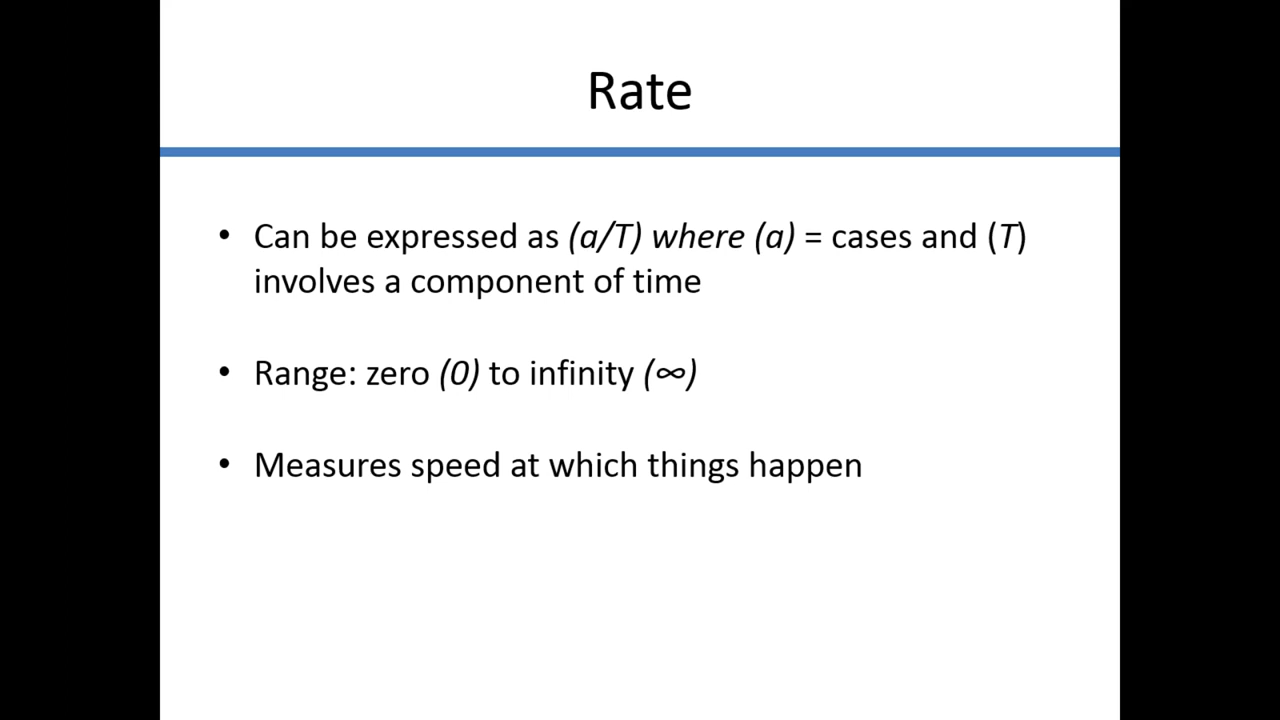 Rate
• Can be expressed as (a/T) where (a) = cases and (T)
involves a component of time
• Range: zero (0) to infinity (∞)
• Measures speed at which things happen